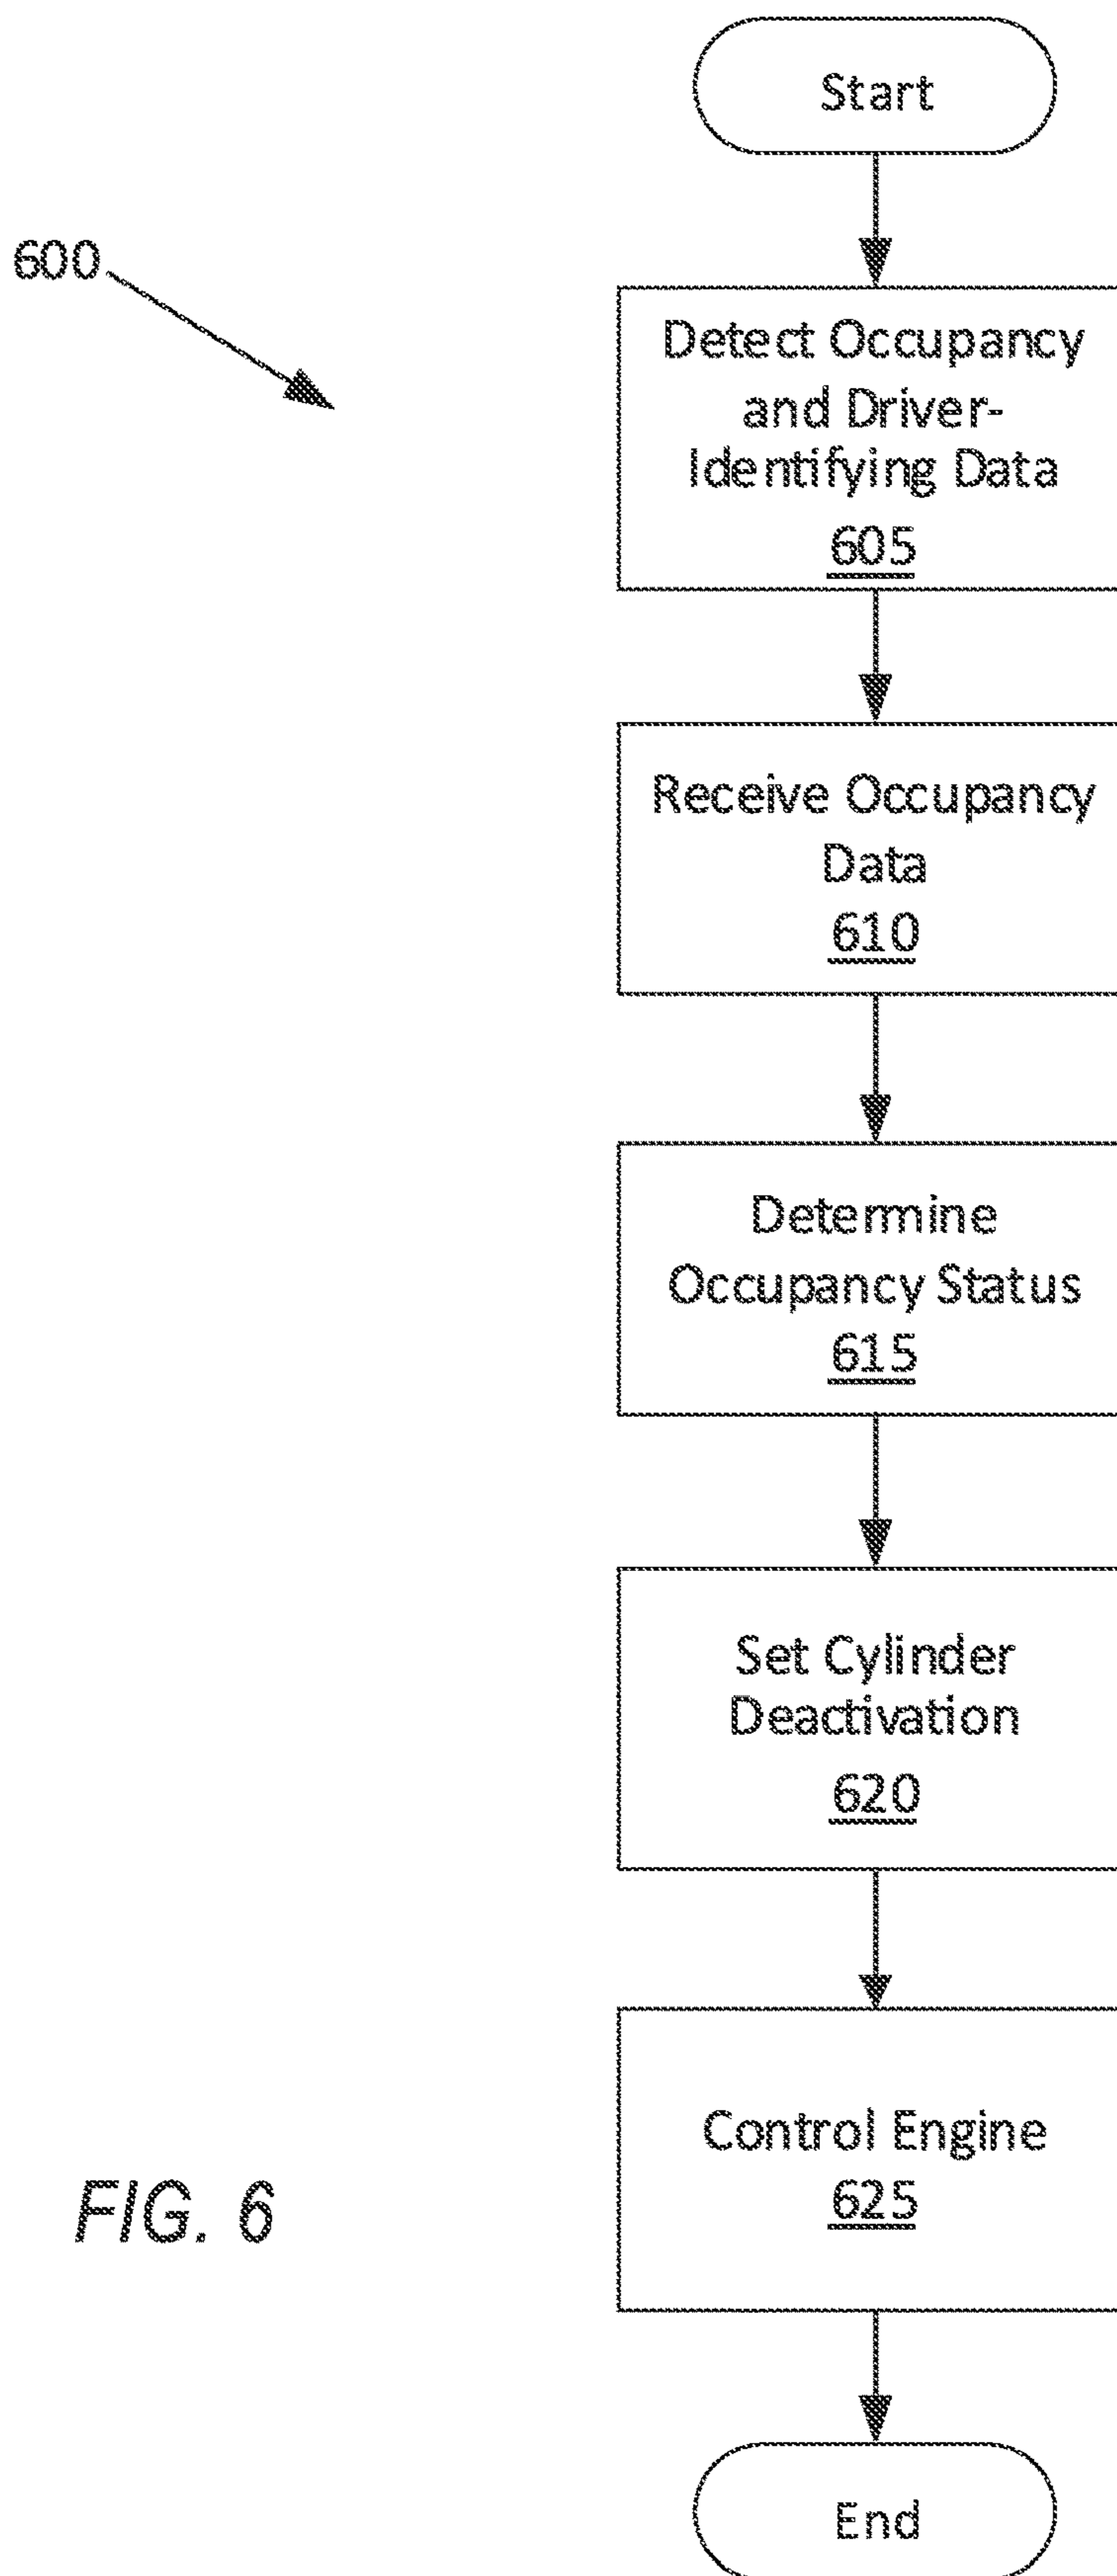 Start
600
Detect Occupancy
and Driver-
Identifying Data
605
Receive Occupancy
Data
610
Determine
Occupancy Status
615
Set Cylinder
Deactivation
620
Control Engine
625
FIG. 6
End